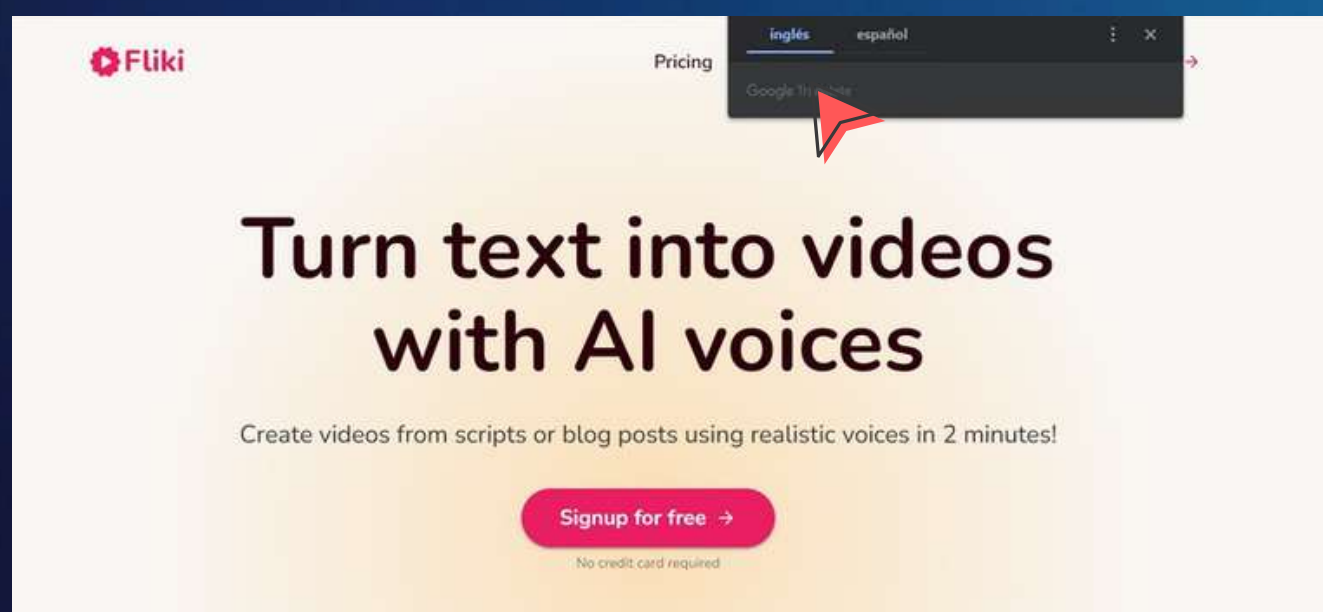 Fliki
Pricing
inglés español
Google
Turn text into videos
with AI voices
Create videos from scripts or blog posts using realistic voices in 2 minutes!
Signup for free →
No credit card required